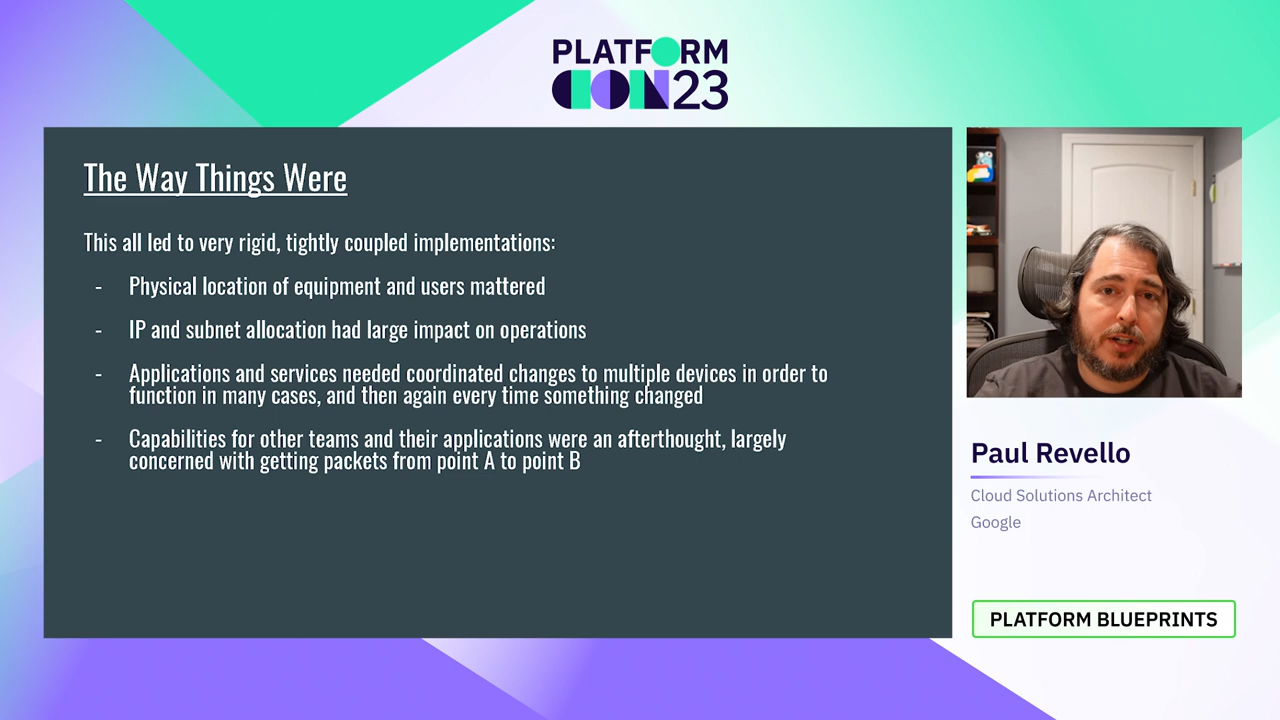 PLATFORM
CON23
The Way Things Were
This all led to very rigid, tightly coupled implementations:
- Physical location of equipment and users mattered
- IP and subnet allocation had large impact on operations
- Applications and services needed coordinated changes to multiple devices in order to
function in many cases, and then again every time something changed
- Capabilities for other teams and their applications were an afterthought, largely
concerned with getting packets from point A to point B
Paul Revello
Cloud Solutions Architect
Google
PLATFORM BLUEPRINTS